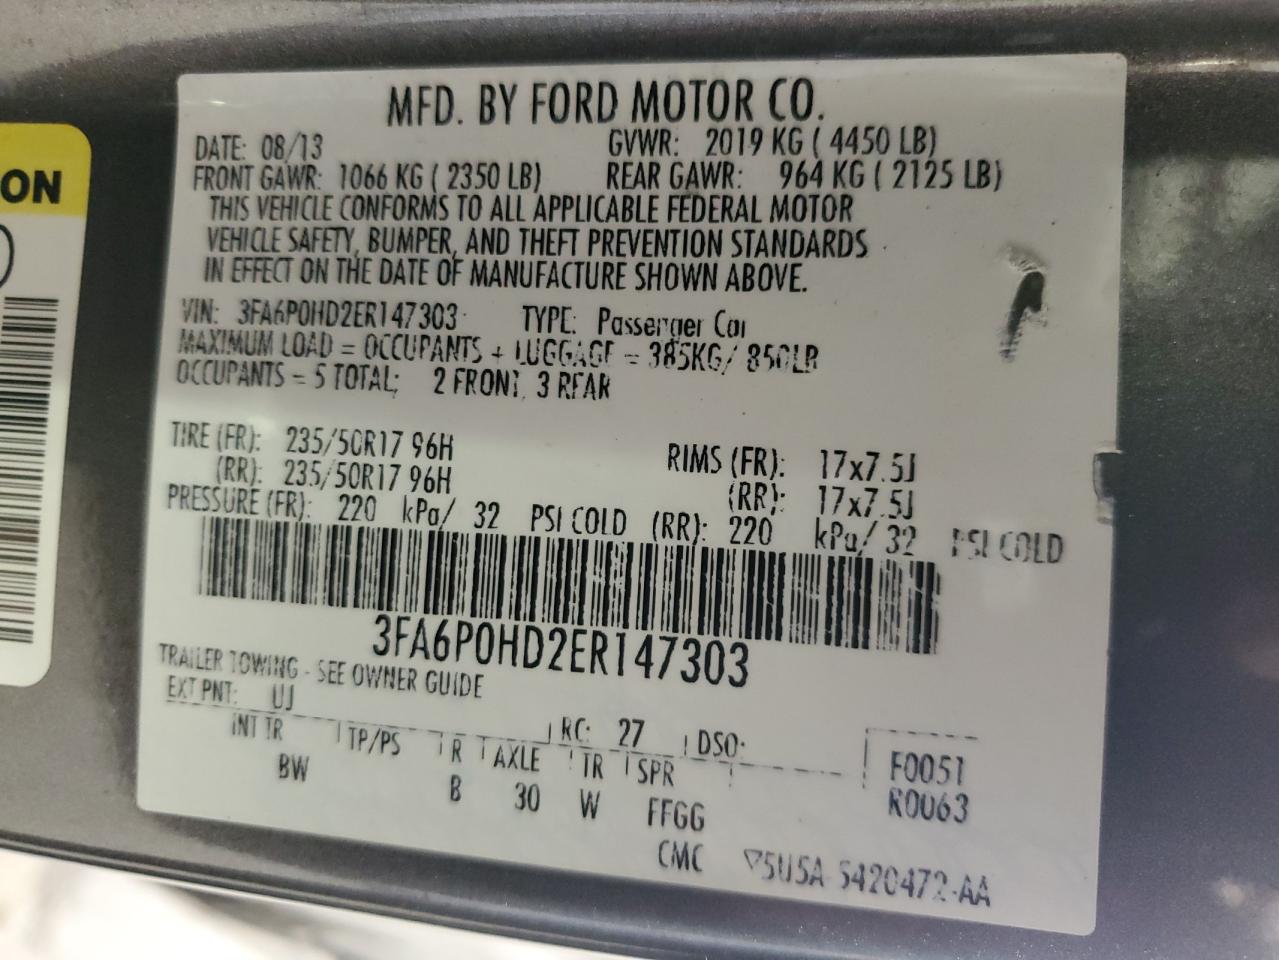 MFD. BY FORD MOTOR CO.
DATE: 08/13 GVWR: 2019 KG ( 4450 LB)
FRONT GAWR: 1066 KG ( 2350 LB) REAR GAWR: 964 KG ( 2125 LB)
THIS VEHICLE CONFORMS TO ALL APPLICABLE FEDERAL MOTOR
VEHICLE SAFETY, BUMPER, AND THEFT PREVENTION STANDARDS
IN EFFECT ON THE DATE OF MANUFACTURE SHOWN ABOVE.
VIN: 3FA6P0HD2ER147303 TYPE: Passenger Car
MAXIMUM LOAD = OCCUPANTS + LUGGAGE = 385KG/ 850LB
OCCUPANTS = 5 TOTAL; 2 FRONT, 3 REAR
TIRE (FR): 235/50R17 96H RIMS (FR): 17x7.5J
(RR): 235/50R17 96H (RR): 17x7.5J
PRESSURE (FR): 220 kPa/ 32 PSI COLD (RR): 220 kPa/ 32 PSI COLD
3FA6P0HD2ER147303
TRAILER TOWING - SEE OWNER GUIDE
EXT PNT: UJ RC: 27 DSO:
INT TR TP/PS R AXLE TR SPR F0051
BW B 30 W FFGG R0063
CMC 5U5A-5420472-AA
ON